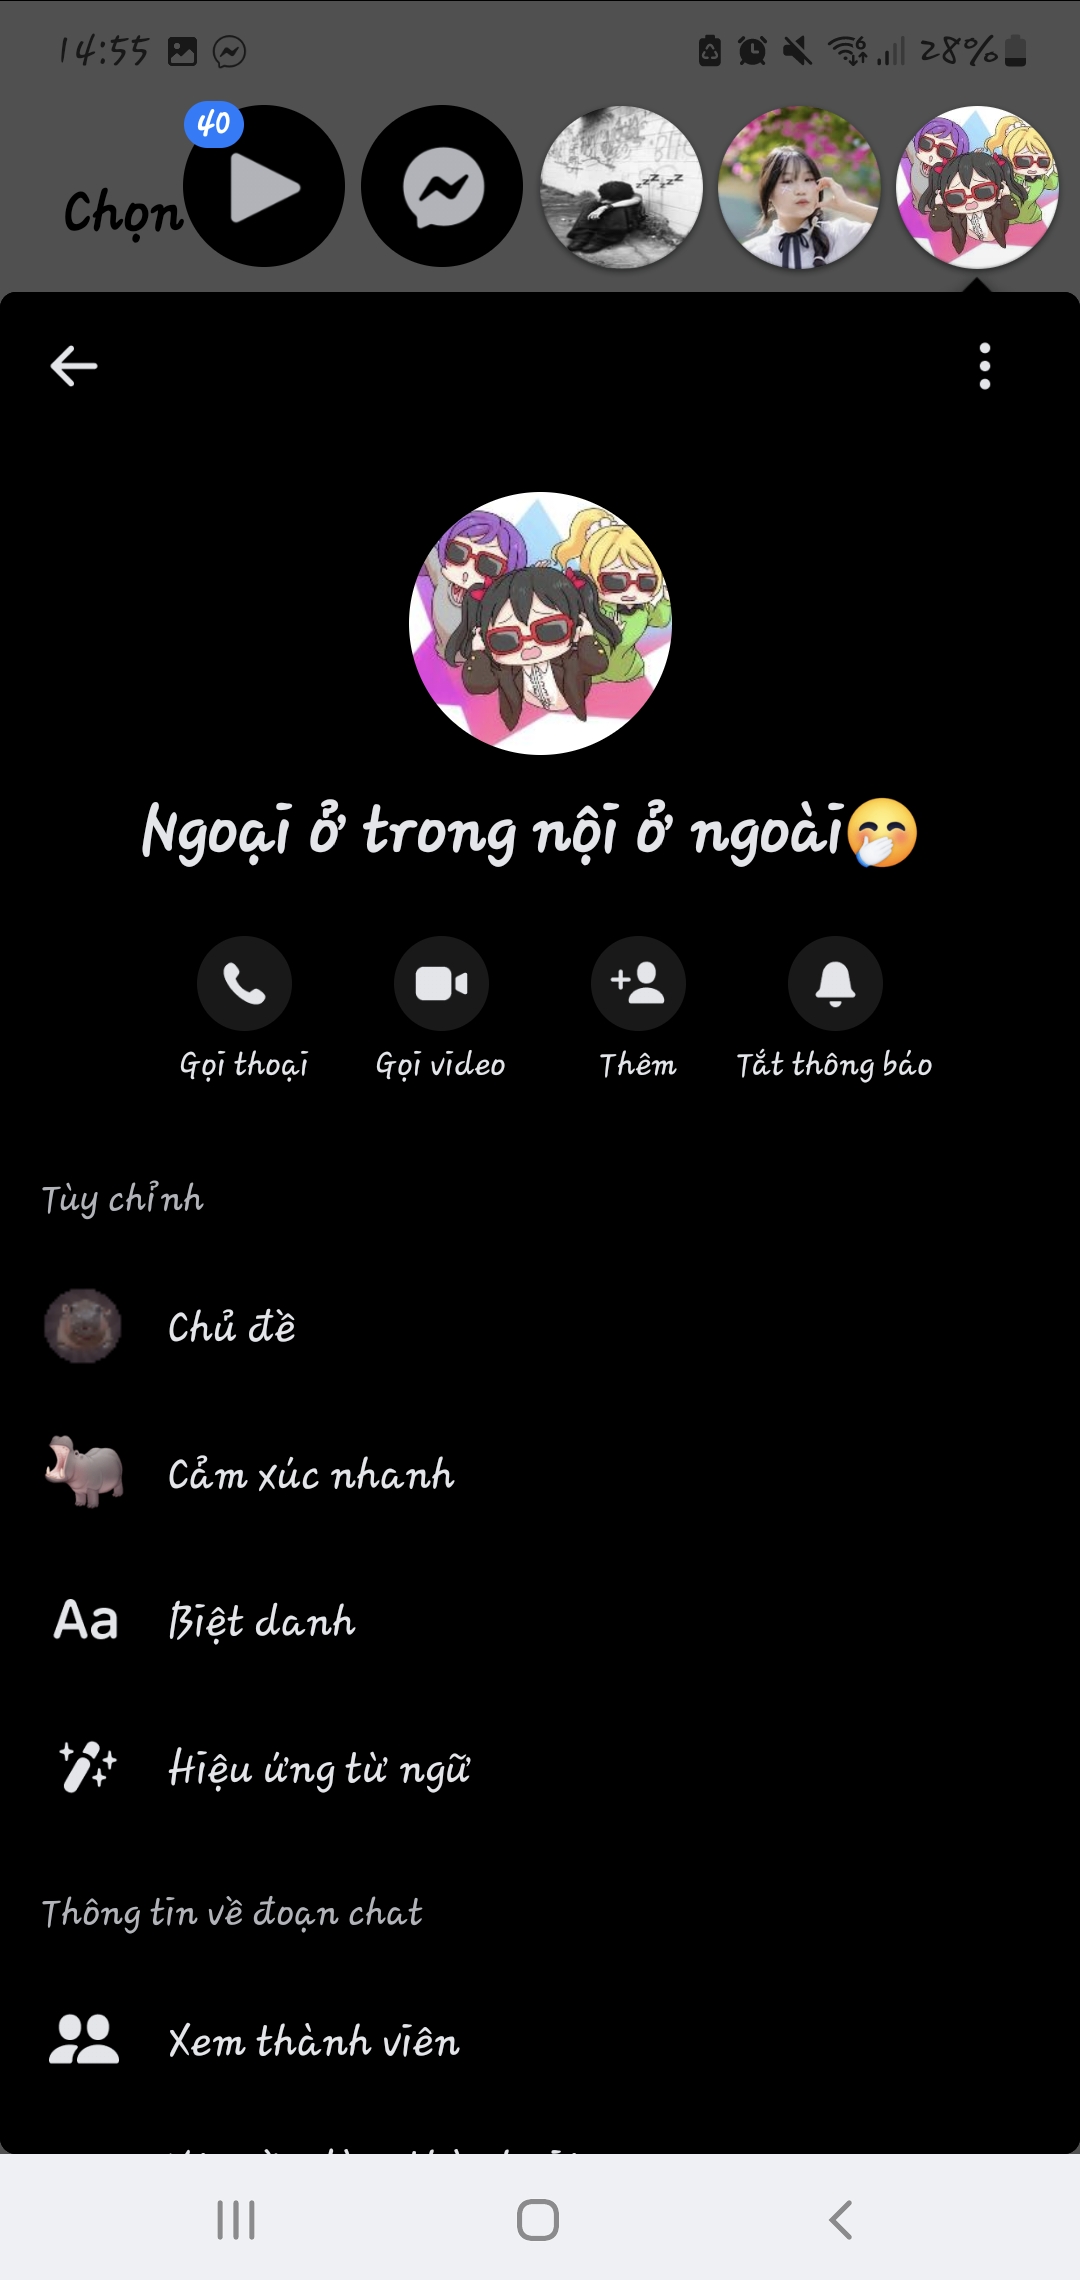 14:55
28%
40
Chọn
zzZzZ
Ngoại ở trong nội ở ngoài🤭
Gọi thoại
Gọi video
Thêm
Tắt thông báo
Tùy chỉnh
Chủ đề
Cảm xúc nhanh
Aa
Biệt danh
Hiệu ứng từ ngữ
Thông tin về đoạn chat
Xem thành viên